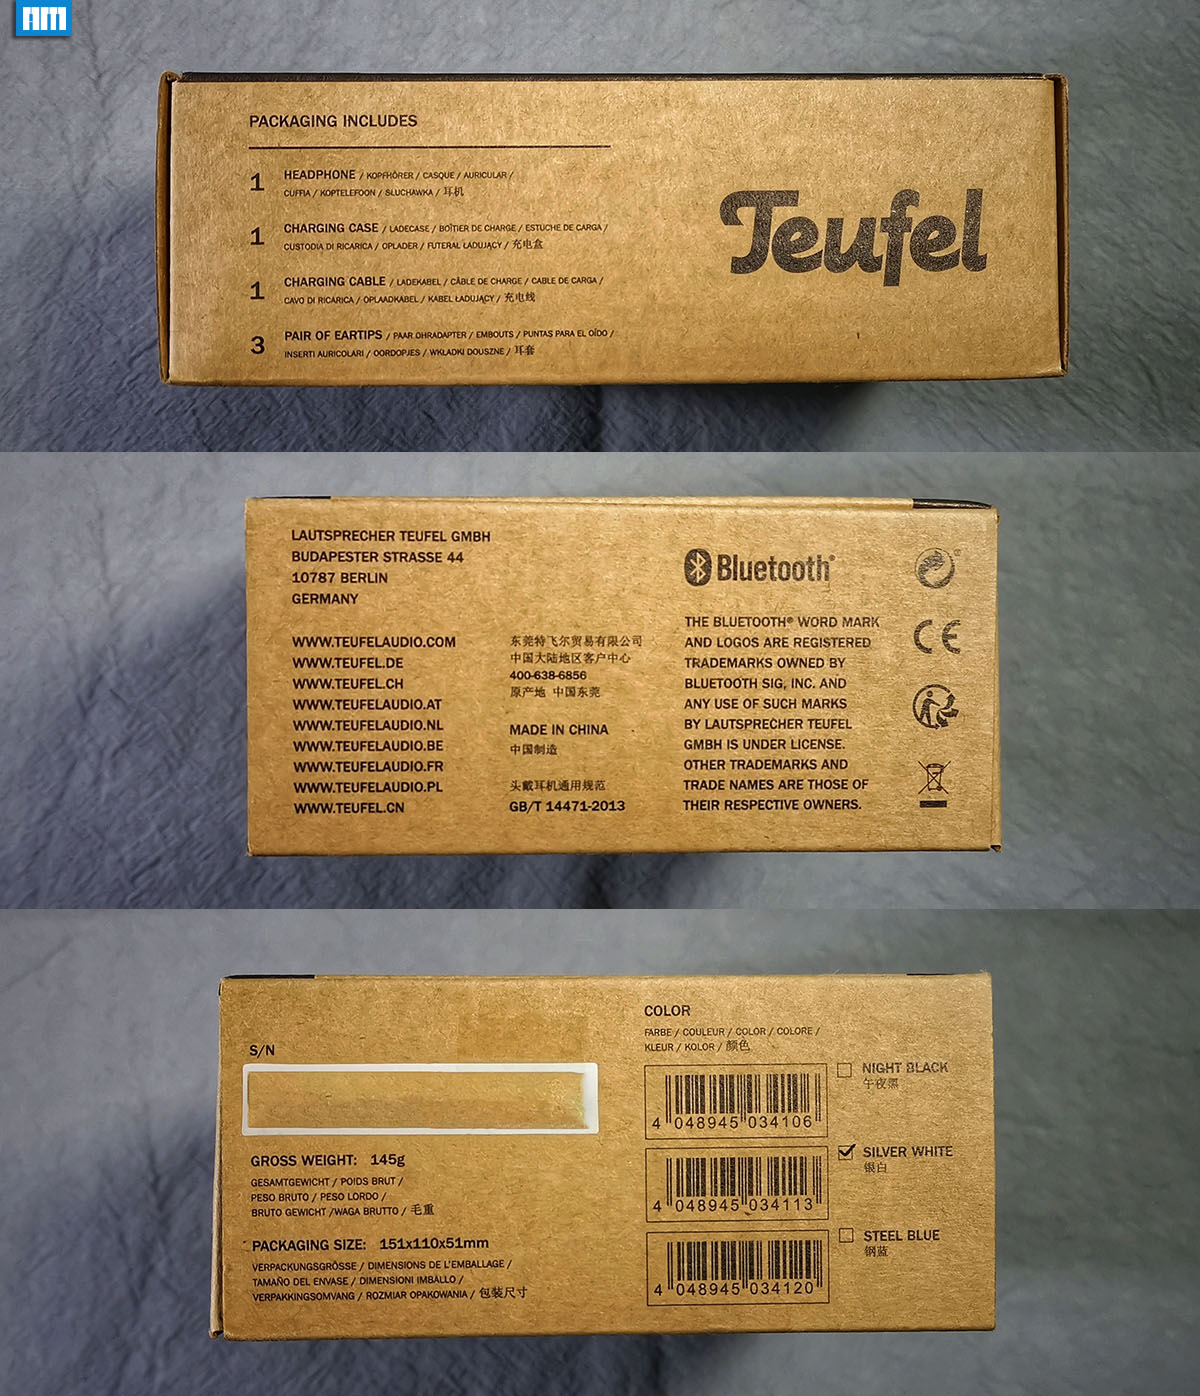 AM
PACKAGING INCLUDES
1 HEADPHONE / KOPFHÖRER / CASQUE / AURICULAR /
CUFFIA / KOPTELEFOON / SŁUCHAWKA / 耳机
1 CHARGING CASE / LADECASE / BOÎTIER DE CHARGE / ESTUCHE DE CARGA /
CUSTODIA DI RICARICA / OPLADER / FUTERAŁ ŁADUJĄCY / 充电盒
1 CHARGING CABLE / LADEKABEL / CÂBLE DE CHARGE / CABLE DE CARGA /
CAVO DI RICARICA / OPLAADKABEL / KABEL ŁADUJĄCY / 充电线
3 PAIR OF EARTIPS / PAAR OHRADAPTER / EMBOUTS / PUNTAS PARA EL OÍDO /
INSERTI AURICOLARI / OORDOPJES / WKŁADKI DOUSZNE / 耳套
Teufel
LAUTSPRECHER TEUFEL GMBH
BUDAPESTER STRASSE 44
10787 BERLIN
GERMANY
WWW.TEUFELAUDIO.COM
WWW.TEUFEL.DE
WWW.TEUFEL.CH
WWW.TEUFELAUDIO.AT
WWW.TEUFELAUDIO.NL
WWW.TEUFELAUDIO.BE
WWW.TEUFELAUDIO.FR
WWW.TEUFELAUDIO.PL
WWW.TEUFEL.CN
东莞特飞尔贸易有限公司
中国大陆地区客户中心
400-638-6856
原产地 中国东莞
MADE IN CHINA
中国制造
头戴耳机通用规范
GB/T 14471-2013
Bluetooth®
THE BLUETOOTH® WORD MARK
AND LOGOS ARE REGISTERED
TRADEMARKS OWNED BY
BLUETOOTH SIG, INC. AND
ANY USE OF SUCH MARKS
BY LAUTSPRECHER TEUFEL
GMBH IS UNDER LICENSE.
OTHER TRADEMARKS AND
TRADE NAMES ARE THOSE OF
THEIR RESPECTIVE OWNERS.
CE
S/N
GROSS WEIGHT: 145g
GESAMTGEWICHT / POIDS BRUT /
PESO BRUTO / PESO LORDO /
BRUTO GEWICHT /WAGA BRUTTO / 毛重
PACKAGING SIZE: 151x110x51mm
VERPACKUNGSGRÖSSE / DIMENSIONS DE L'EMBALLAGE /
TAMAÑO DEL ENVASE / DIMENSIONI IMBALLO /
VERPAKKINGSOMVANG / ROZMIAR OPAKOWANIA / 包装尺寸
COLOR
FARBE / COULEUR / COLOR / COLORE /
KLEUR / KOLOR / 颜色
4 048945 034106
NIGHT BLACK
午夜黑
4 048945 034113
SILVER WHITE
银白
4 048945 034120
STEEL BLUE
钢蓝